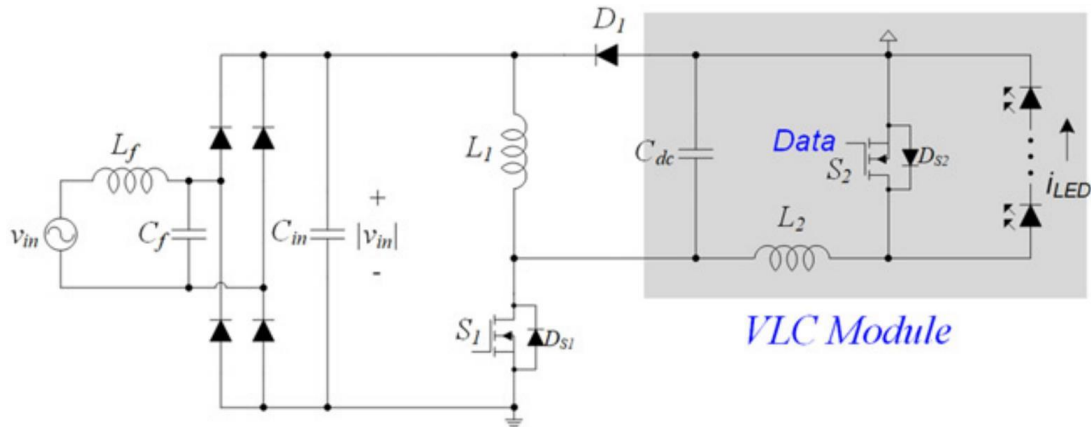 D1
Lf
L1
Cdc
Data
S2
DS2
iLED
vin
Cf
Cin
+
|vin|
-
L2
S1
DS1
VLC Module